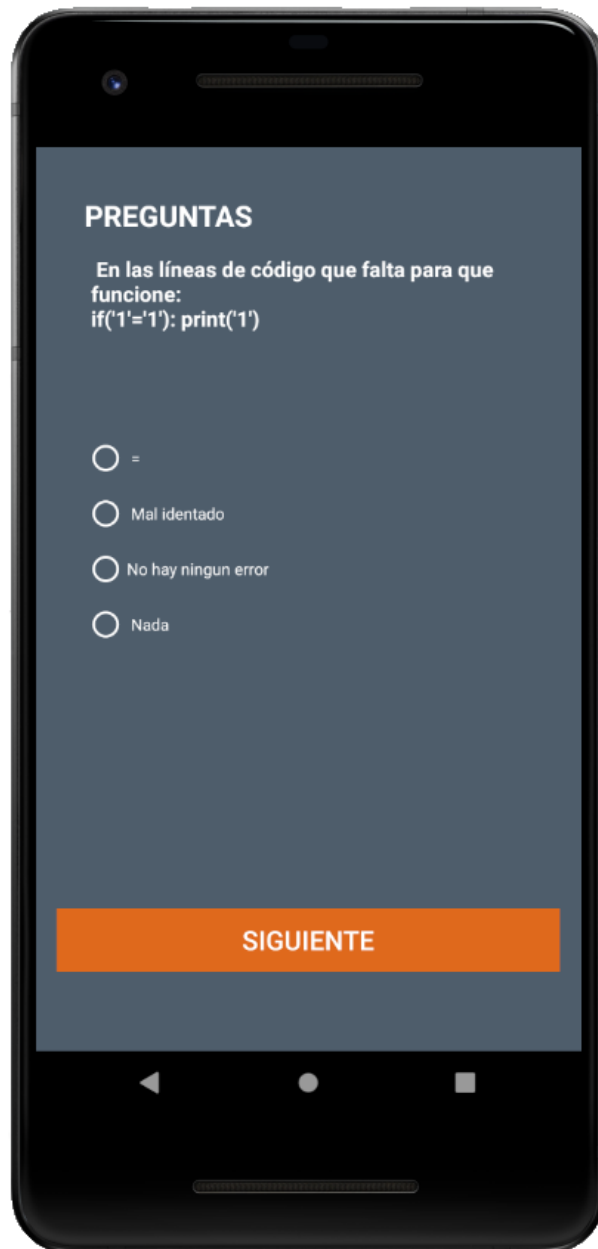 PREGUNTAS
En las líneas de código que falta para que
funcione:
if('1'='1'): print('1')
=
Mal identado
No hay ningun error
Nada
SIGUIENTE